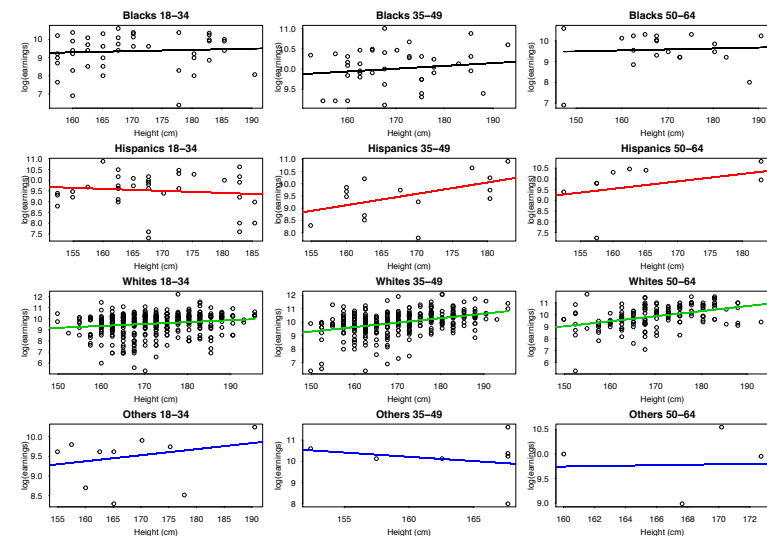 Blacks 18–34 Blacks 35–49 Blacks 50–64
log(earnings) 10 9 8 7 log(earnings) 11.0 10.5 10.0 9.5 log(earnings) 10 9 8 7
160 165 170 175 180 185 190 160 170 180 190 150 160 170 180 190
Height (cm) Height (cm) Height (cm)
Hispanics 18–34 Hispanics 35–49 Hispanics 50–64
log(earnings) 11.0 10.5 10.0 9.5 9.0 8.5 8.0 7.5 log(earnings) 11.0 10.5 10.0 9.5 9.0 8.0 log(earnings) 10.5 10.0 9.5 9.0 8.5 8.0 7.5
155 160 165 170 175 180 185 155 160 165 170 175 180 155 160 165 170 175 180
Height (cm) Height (cm) Height (cm)
Whites 18–34 Whites 35–49 Whites 50–64
log(earnings) 12 11 10 9 8 7 6 log(earnings) 12 11 10 9 8 7 log(earnings) 11 10 9 8 7 6
150 160 170 180 190 150 160 170 180 190 150 160 170 180 190
Height (cm) Height (cm) Height (cm)
Others 18–34 Others 35–49 Others 50–64
log(earnings) 10.0 9.5 9.0 8.5 log(earnings) 11 10 9 8 log(earnings) 10.5 10.0 9.5 9.0
155 160 165 170 175 180 185 190 155 160 165 160 162 164 166 168 170 172
Height (cm) Height (cm) Height (cm)